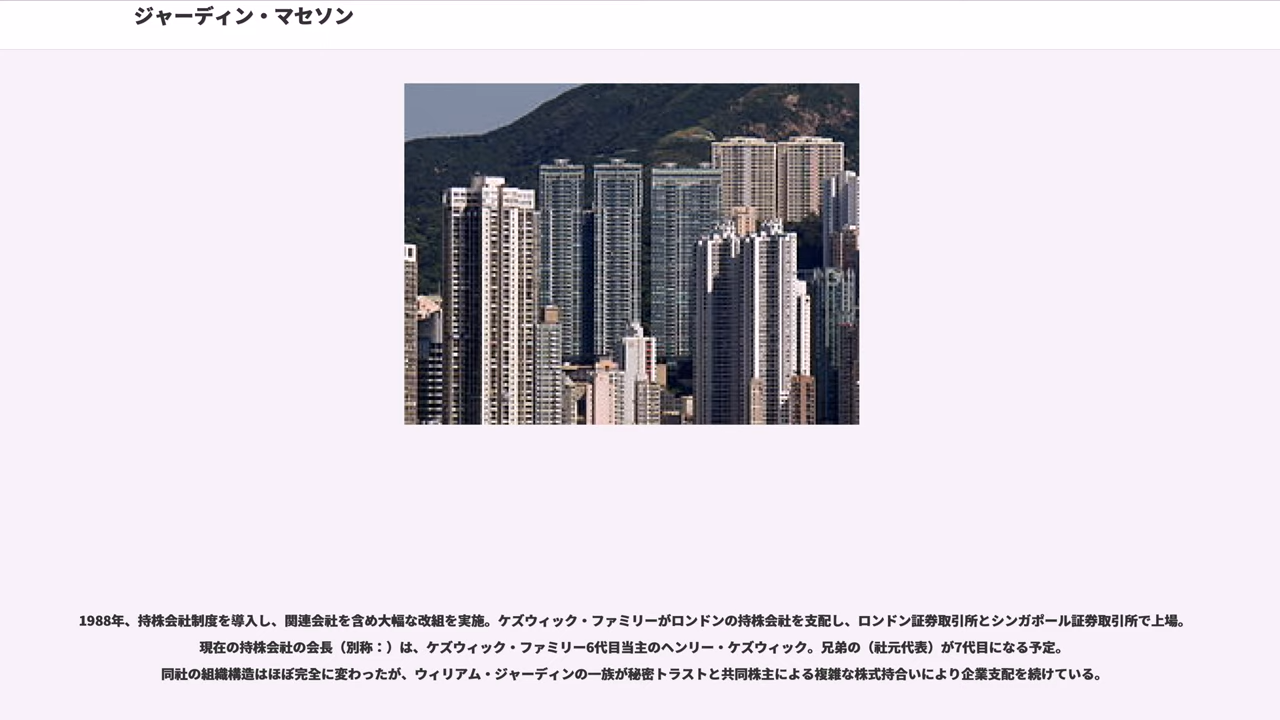 ジャーディン・マセソン
1988年、持株会社制度を導入し、関連会社を含め大幅な改組を実施。ケズウィック・ファミリーがロンドンの持株会社を支配し、ロンドン証券取引所とシンガポール証券取引所で上場。
現在の持株会社の会長（別称：）は、ケズウィック・ファミリー6代目当主のヘンリー・ケズウィック。兄弟の（社元代表）が7代目になる予定。
同社の組織構造はほぼ完全に変わったが、ウィリアム・ジャーディンの一族が秘密トラストと共同株主による複雑な株式持合いにより企業支配を続けている。